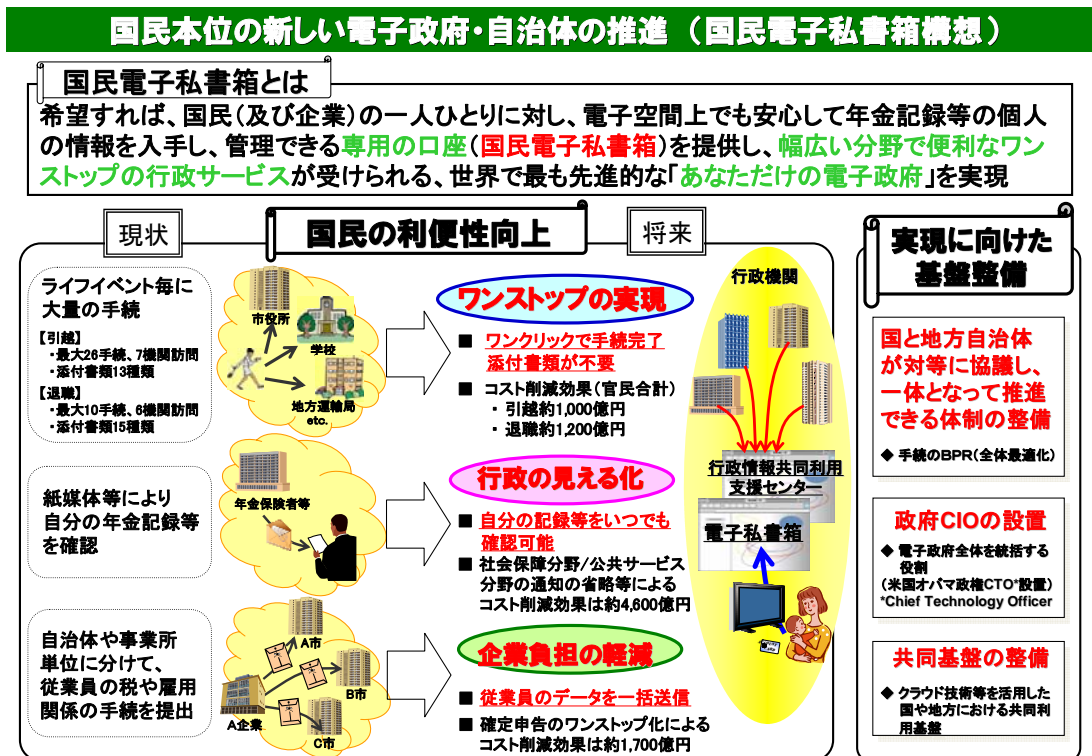 国民本位の新しい電子政府・自治体の推進 （国民電子私書箱構想）
国民電子私書箱とは
希望すれば、国民（及び企業）の一人ひとりに対し、電子空間上でも安心して年金記録等の個人
の情報を入手し、管理できる専用の口座（国民電子私書箱）を提供し、幅広い分野で便利なワン
ストップの行政サービスが受けられる、世界で最も先進的な「あなただけの電子政府」を実現
現状
国民の利便性向上
将来
ライフイベント毎に
大量の手続
【引越】
・最大26手続、7機関訪問
・添付書類13種類
【退職】
・最大10手続、6機関訪問
・添付書類15種類
市役所
学校
地方運輸局
etc.
ワンストップの実現
■ ワンクリックで手続完了
添付書類が不要
■ コスト削減効果（官民合計）
・ 引越約1,000億円
・ 退職約1,200億円
紙媒体等により
自分の年金記録等
を確認
年金保険者等
行政の見える化
■ 自分の記録等をいつでも
確認可能
■ 社会保障分野/公共サービス
分野の通知の省略等による
コスト削減効果は約4,600億円
自治体や事業所
単位に分けて、
従業員の税や雇用
関係の手続を提出
A市
B市
A企業
C市
企業負担の軽減
■ 従業員のデータを一括送信
■ 確定申告のワンストップ化による
コスト削減効果は約1,700億円
行政機関
行政情報共同利用
支援センター
電子私書箱
実現に向けた
基盤整備
国と地方自治体
が対等に協議し、
一体となって推進
できる体制の整備
◆ 手続のBPR（全体最適化）
政府CIOの設置
◆ 電子政府全体を統括する
役割
（米国オバマ政権CTO*設置）
*Chief Technology Officer
共同基盤の整備
◆ クラウド技術等を活用した
国や地方における共同利
用基盤